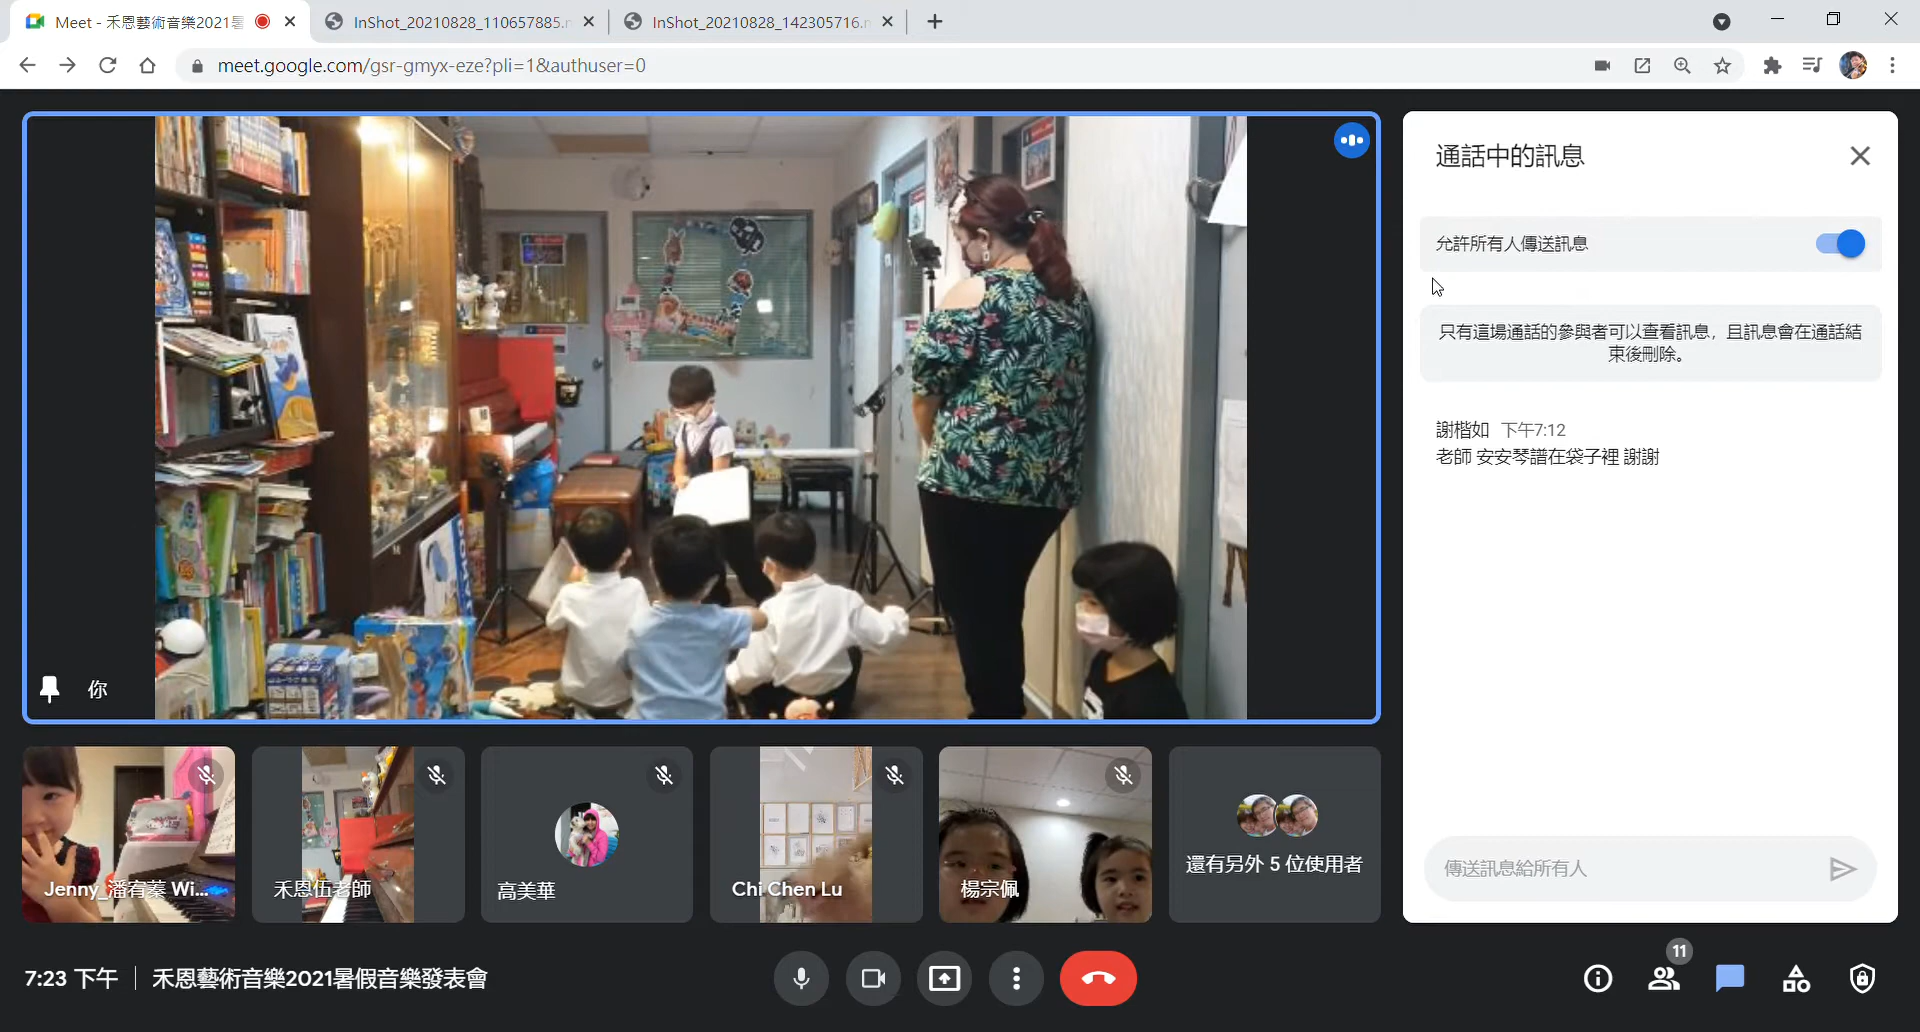 Meet - 禾恩藝術音樂2021暑
InShot_20210828_110657885.m
InShot_20210828_142305716.m
meet.google.com/gsr-gmyx-eze?pli=1&authuser=0
你
通話中的訊息
允許所有人傳送訊息
只有這場通話的參與者可以查看訊息，且訊息會在通話結
束後刪除。
謝楷如 下午7:12
老師 安安琴譜在袋子裡 謝謝
Jenny_潘宥蓁 Wi...
禾恩伍老師
高美華
Chi Chen Lu
楊宗佩
還有另外 5 位使用者
傳送訊息給所有人
7:23 下午
禾恩藝術音樂2021暑假音樂發表會
11